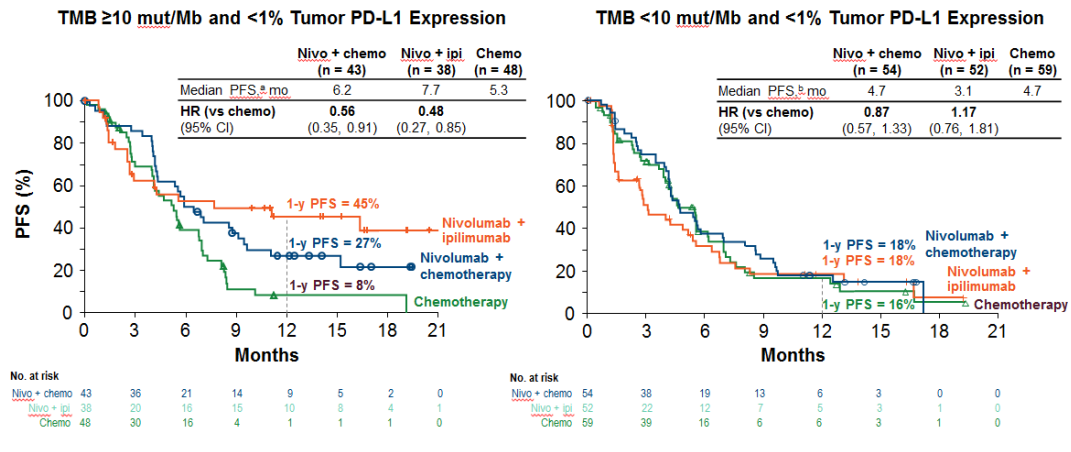 TMB ≥10 mut/Mb and <1% Tumor PD-L1 Expression
Nivo + chemo (n = 43) Nivo + ipi (n = 38) Chemo (n = 48)
Median PFS,a mo 6.2 7.7 5.3
HR (vs chemo) 0.56 0.48
(95% CI) (0.35, 0.91) (0.27, 0.85)
PFS (%)
100
80
60
40
20
0
1-y PFS = 45%
Nivolumab +
ipilimumab
1-y PFS = 27%
Nivolumab +
chemotherapy
1-y PFS = 8%
Chemotherapy
0 3 6 9 12 15 18 21
Months
No. at risk
Nivo + chemo 43 36 21 14 9 5 2 0
Nivo + ipi 38 20 16 15 10 8 4 1
Chemo 48 30 16 4 1 1 1 0
TMB <10 mut/Mb and <1% Tumor PD-L1 Expression
Nivo + chemo (n = 54) Nivo + ipi (n = 52) Chemo (n = 59)
Median PFS,b mo 4.7 3.1 4.7
HR (vs chemo) 0.87 1.17
(95% CI) (0.57, 1.33) (0.76, 1.81)
100
80
60
40
20
0
1-y PFS = 18%
Nivolumab +
chemotherapy
1-y PFS = 18%
Nivolumab +
ipilimumab
1-y PFS = 16%
Chemotherapy
0 3 6 9 12 15 18 21
Months
No. at risk
Nivo + chemo 54 38 19 13 6 3 0 0
Nivo + ipi 52 22 12 7 5 3 1 0
Chemo 59 39 16 6 6 3 1 0